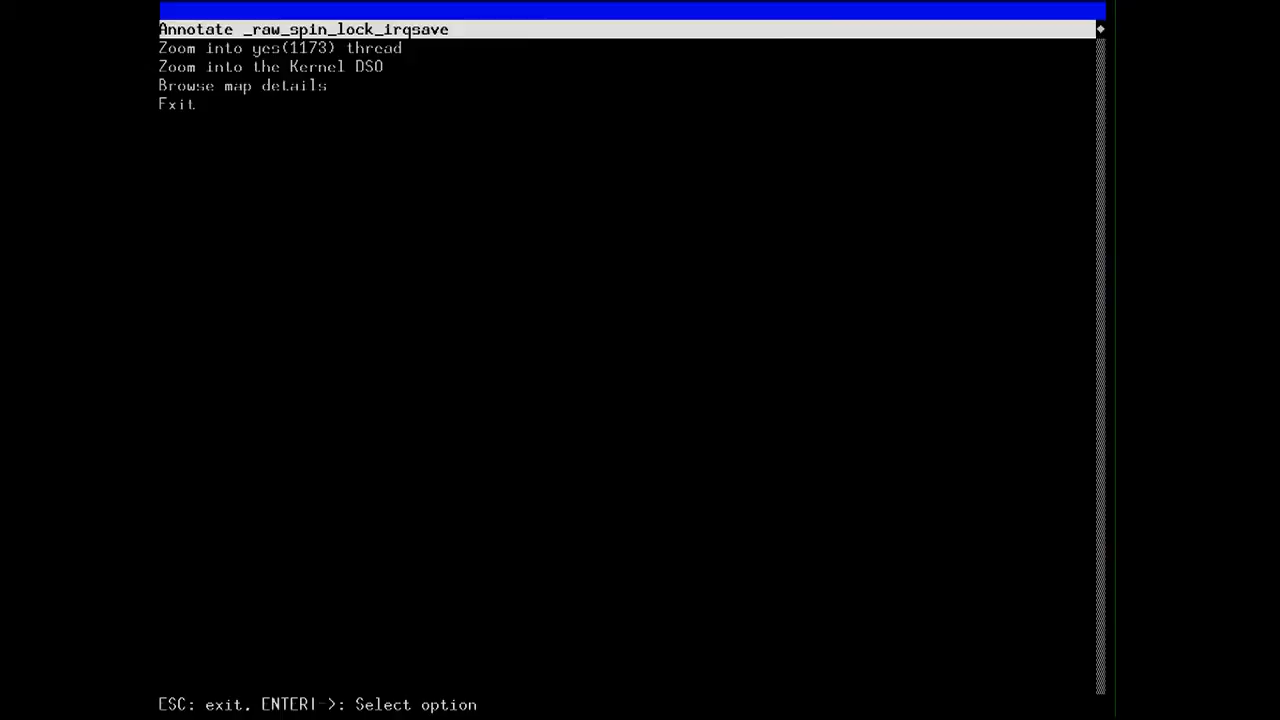 Annotate _raw_spin_lock_irqsave
Zoom into yes(1173) thread
Zoom into the Kernel DSO
Browse map details
Exit
ESC: exit, ENTER|->: Select option